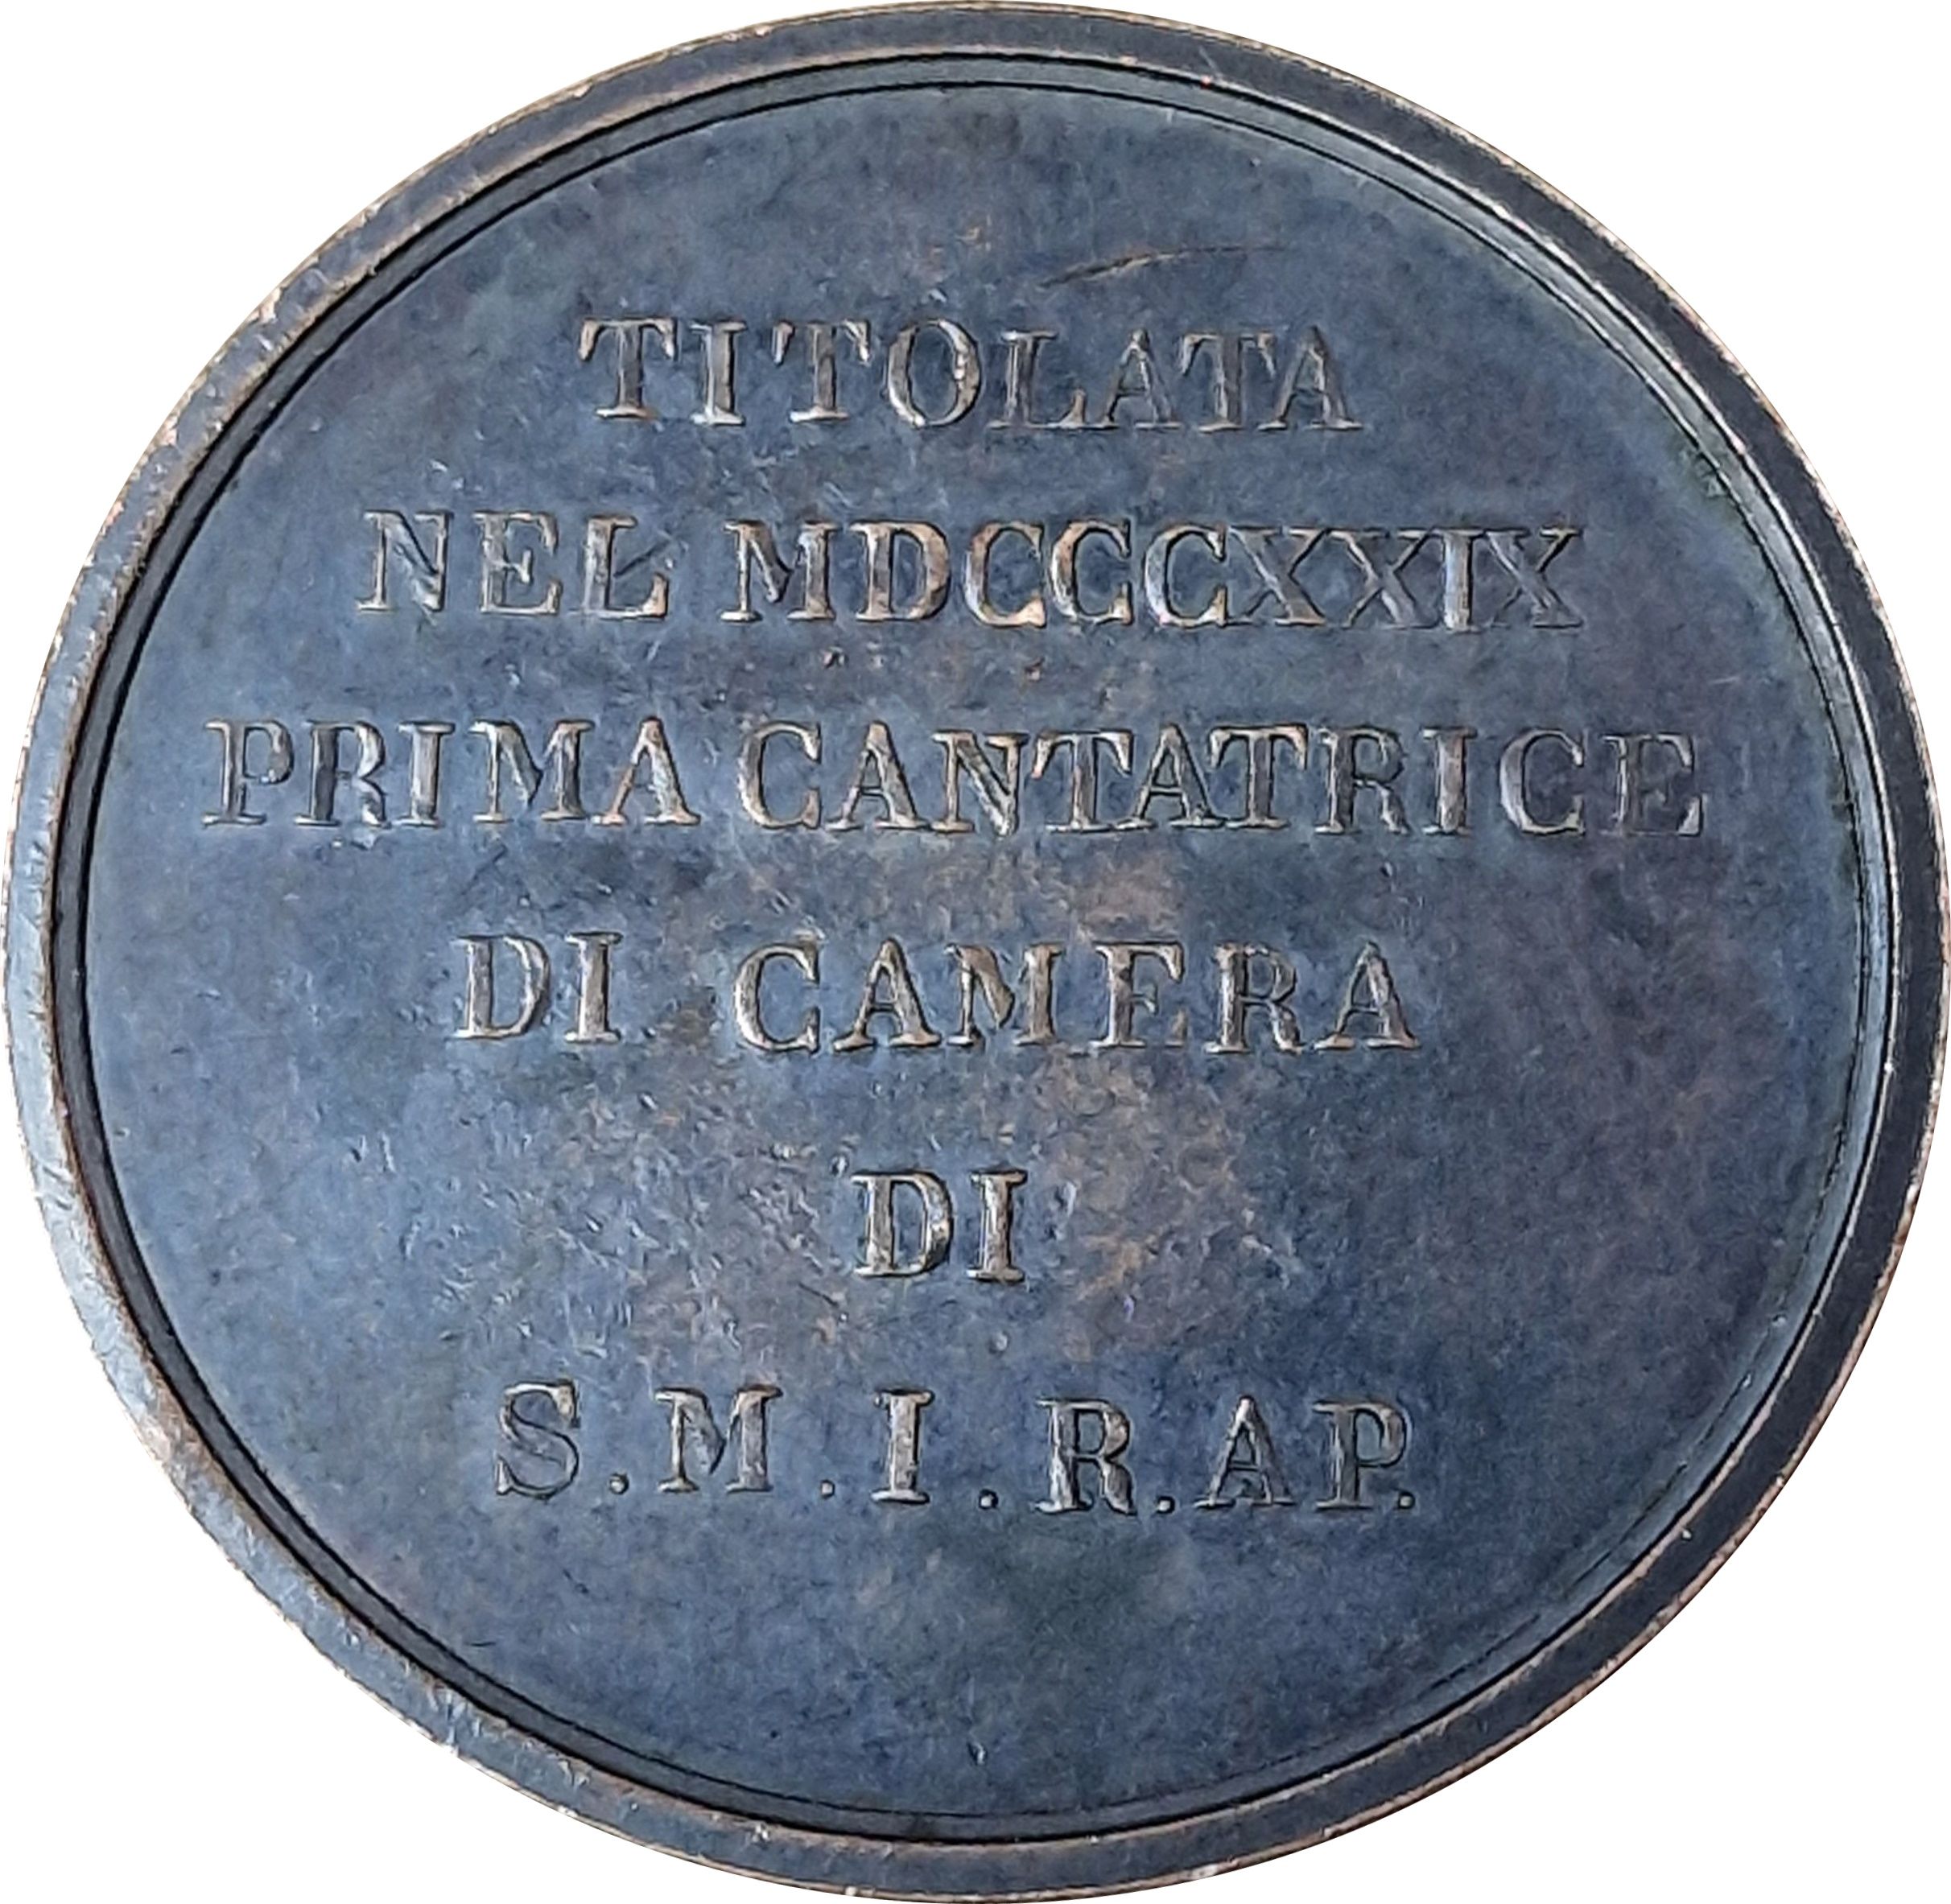 TITOLATA
NEL MDCCCXXIX
PRIMA CANTATRICE
DI CAMERA
DI
S.M.I.R.AP.